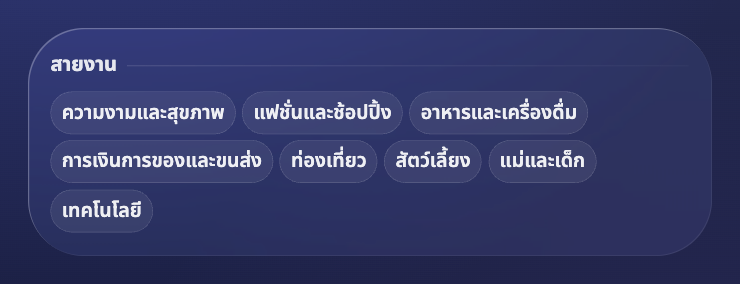 สายงาน
ความงามและสุขภาพ แฟชั่นและช้อปปิ้ง อาหารและเครื่องดื่ม
การเงินการของและขนส่ง ท่องเที่ยว สัตว์เลี้ยง แม่และเด็ก
เทคโนโลยี